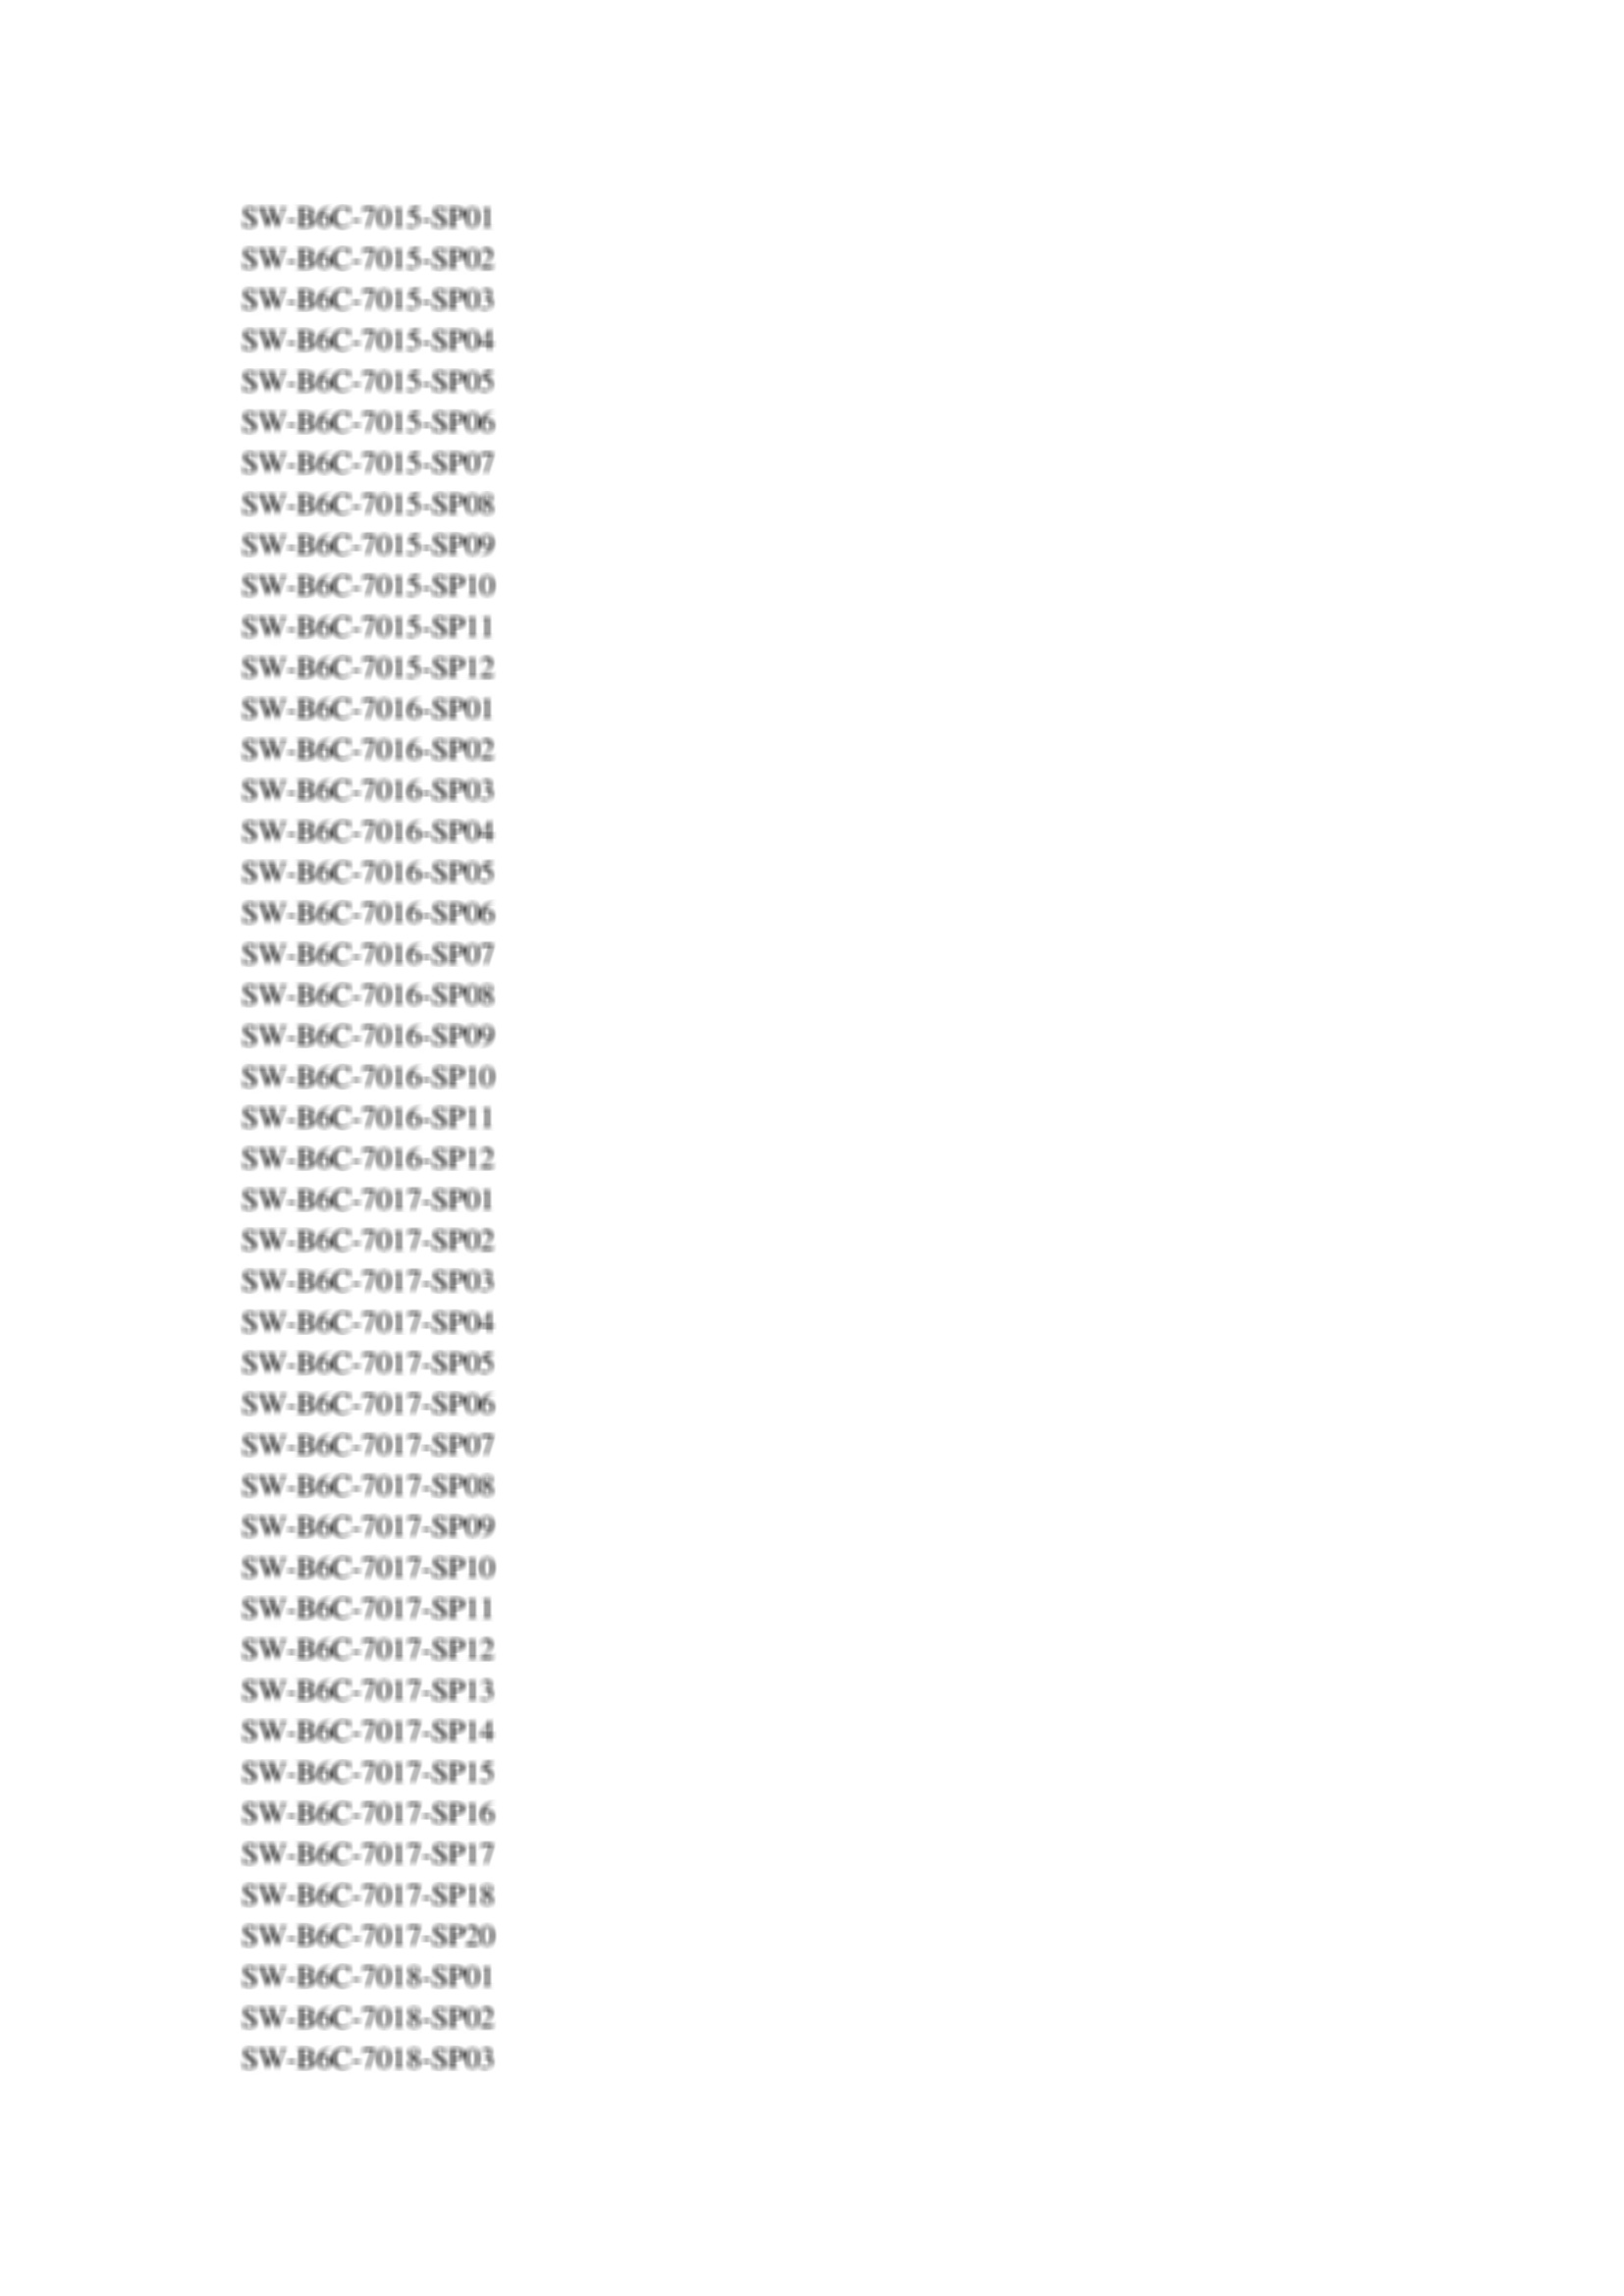 SW-B6C-7015-SP01
SW-B6C-7015-SP02
SW-B6C-7015-SP03
SW-B6C-7015-SP04
SW-B6C-7015-SP05
SW-B6C-7015-SP06
SW-B6C-7015-SP07
SW-B6C-7015-SP08
SW-B6C-7015-SP09
SW-B6C-7015-SP10
SW-B6C-7015-SP11
SW-B6C-7015-SP12
SW-B6C-7016-SP01
SW-B6C-7016-SP02
SW-B6C-7016-SP03
SW-B6C-7016-SP04
SW-B6C-7016-SP05
SW-B6C-7016-SP06
SW-B6C-7016-SP07
SW-B6C-7016-SP08
SW-B6C-7016-SP09
SW-B6C-7016-SP10
SW-B6C-7016-SP11
SW-B6C-7016-SP12
SW-B6C-7017-SP01
SW-B6C-7017-SP02
SW-B6C-7017-SP03
SW-B6C-7017-SP04
SW-B6C-7017-SP05
SW-B6C-7017-SP06
SW-B6C-7017-SP07
SW-B6C-7017-SP08
SW-B6C-7017-SP09
SW-B6C-7017-SP10
SW-B6C-7017-SP11
SW-B6C-7017-SP12
SW-B6C-7017-SP13
SW-B6C-7017-SP14
SW-B6C-7017-SP15
SW-B6C-7017-SP16
SW-B6C-7017-SP17
SW-B6C-7017-SP18
SW-B6C-7017-SP20
SW-B6C-7018-SP01
SW-B6C-7018-SP02
SW-B6C-7018-SP03